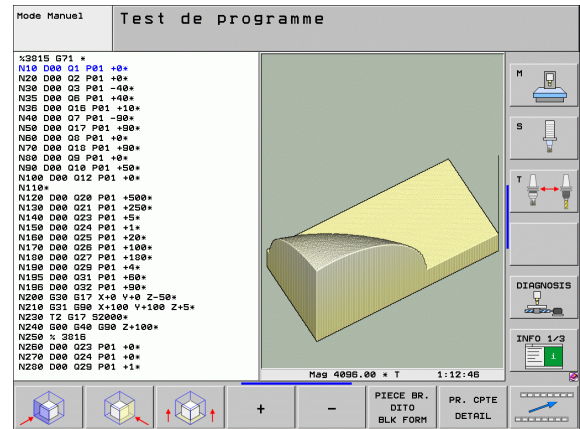 Mode Manuel
Test de programme
%3815 G71 *
N10 D00 Q1 P01 +0*
N20 D00 Q2 P01 +0*
N30 D00 Q3 P01 -40*
N35 D00 Q6 P01 +40*
N36 D00 Q16 P01 +10*
N40 D00 Q7 P01 -90*
N50 D00 Q17 P01 +90*
N60 D00 Q8 P01 +0*
N70 D00 Q18 P01 +90*
N80 D00 Q9 P01 +0*
N90 D00 Q10 P01 +50*
N100 D00 Q12 P01 +0*
N110*
N120 D00 Q20 P01 +500*
N130 D00 Q21 P01 +250*
N140 D00 Q23 P01 +5*
N150 D00 Q24 P01 +1*
N160 D00 Q25 P01 +20*
N170 D00 Q26 P01 +100*
N180 D00 Q27 P01 +180*
N190 D00 Q29 P01 +4*
N195 D00 Q31 P01 +60*
N196 D00 Q32 P01 +90*
N200 G30 G17 X+0 Y+0 Z-50*
N210 G31 G90 X+100 Y+100 Z+5*
N230 T2 G17 S2000*
N240 G00 G40 G90 Z+100*
N250 % 3816
N260 D00 Q23 P01 +0*
N270 D00 Q24 P01 +0*
N280 D00 Q29 P01 +1*
Mag 4096.00 * T 1:12:46
M
S
T
DIAGNOSIS
INFO 1/3
i
+
-
PIECE BR.
DITO
BLK FORM
PR. CPTE
DETAIL